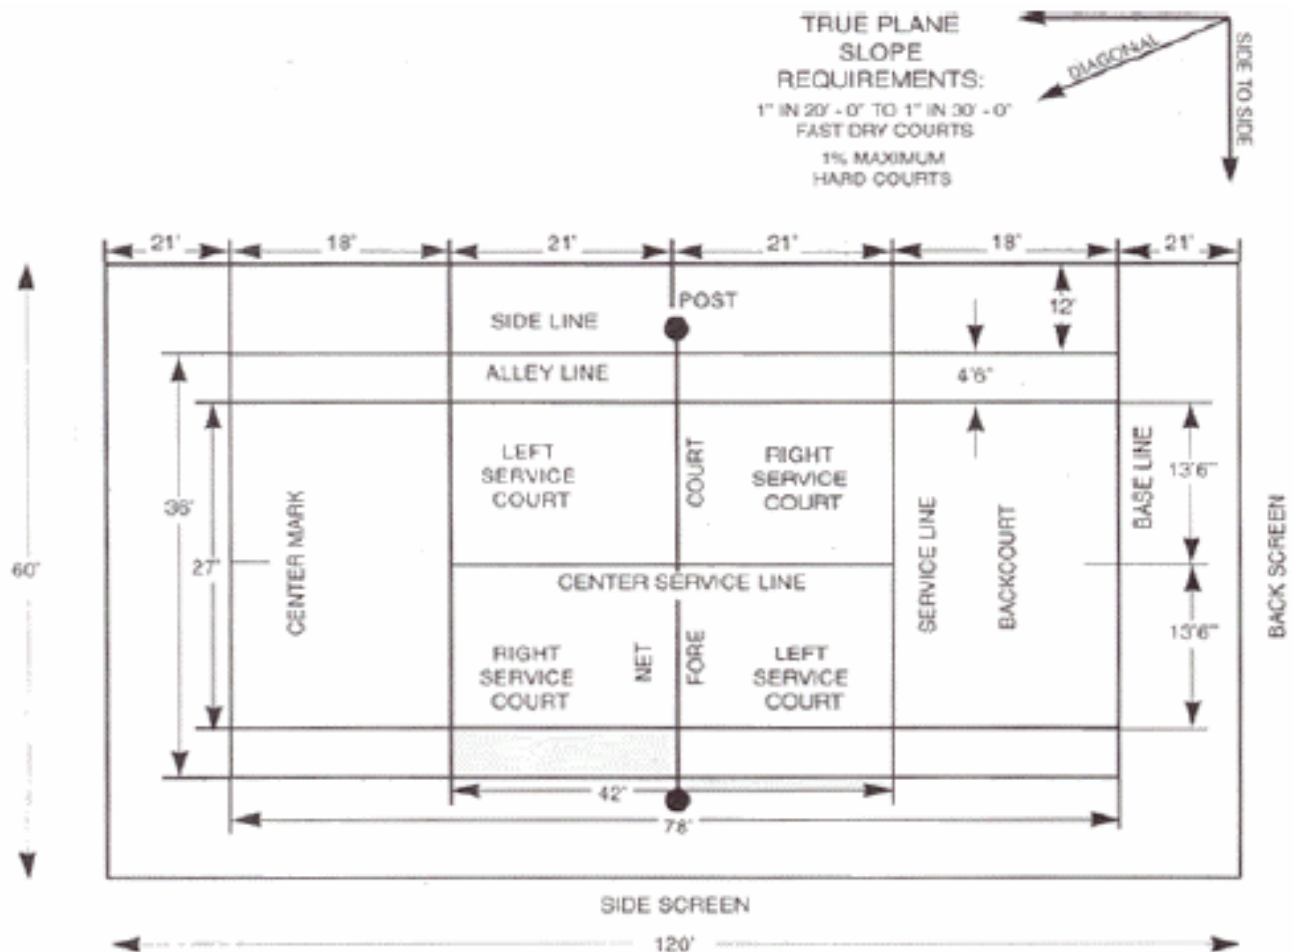 TRUE PLANE
SLOPE
REQUIREMENTS:
1" IN 20' - 0" TO 1" IN 30' - 0"
FAST DRY COURTS
1% MAXIMUM
HARD COURTS
DIAGONAL
SIDE TO SIDE
21' 18" 21" 21" 18" 21"
POST
12'
SIDE LINE
ALLEY LINE
4'6"
LEFT
SERVICE
COURT
COURT
RIGHT
SERVICE
COURT
BASE LINE
13'6"
36'
27'
60'
CENTER MARK
CENTER SERVICE LINE
SERVICE LINE
BACKCOURT
BACK SCREEN
13'6"
RIGHT
SERVICE
COURT
NET
FORE
LEFT
SERVICE
COURT
42"
78'
SIDE SCREEN
120'